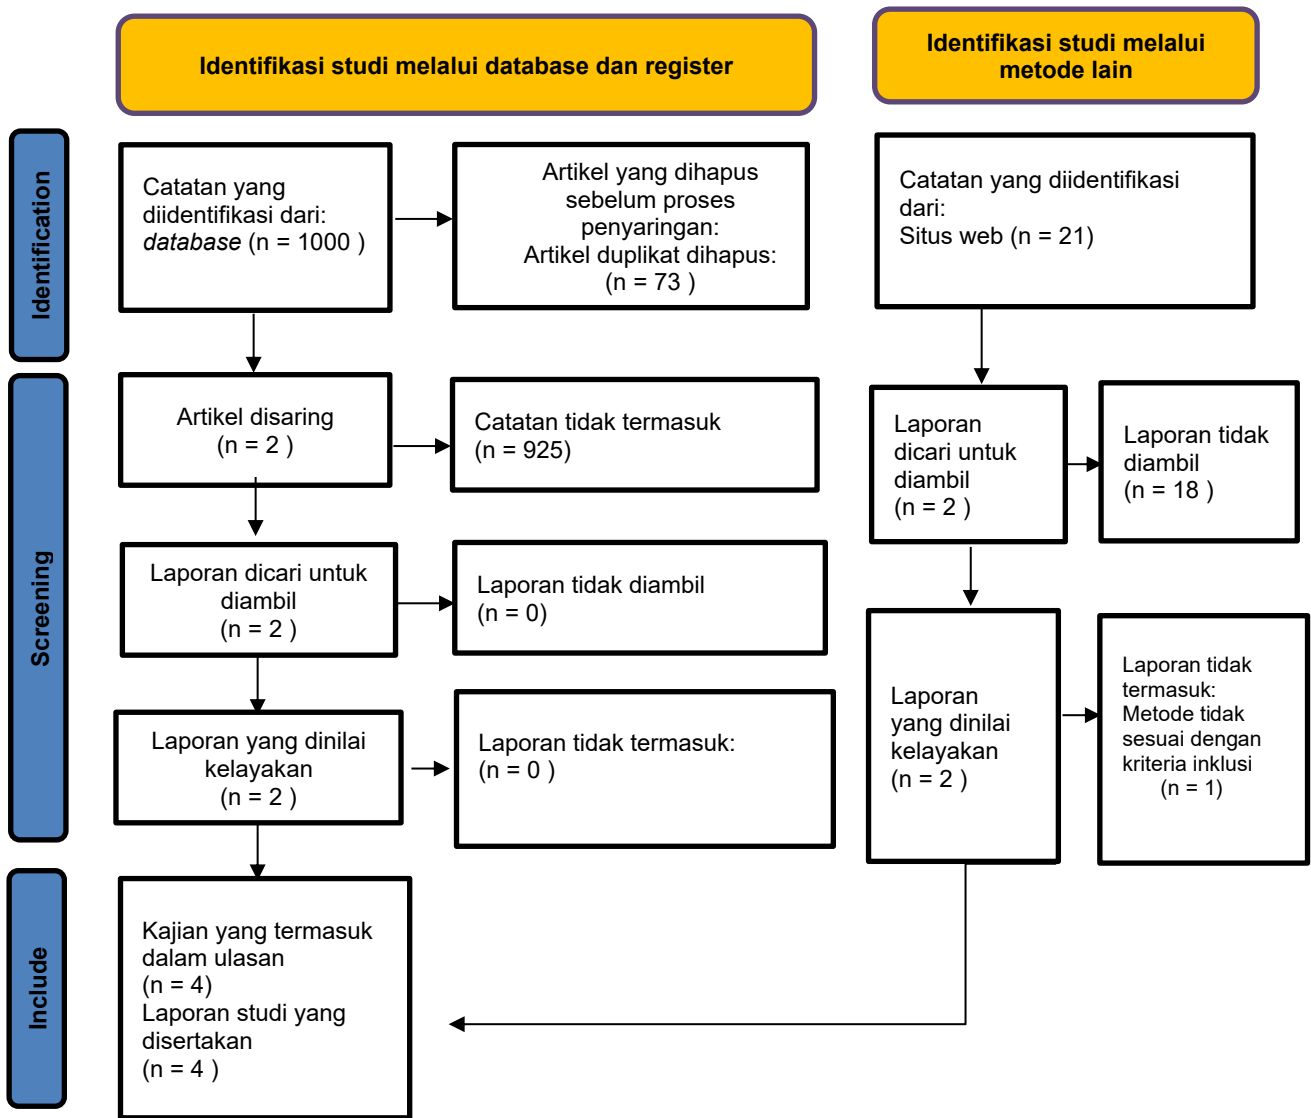 Identifikasi studi melalui database dan register
Identifikasi studi melalui
metode lain
Identification
Catatan yang
diidentifikasi dari:
database (n = 1000 )
Artikel yang dihapus
sebelum proses
penyaringan:
Artikel duplikat dihapus:
(n = 73 )
Catatan yang diidentifikasi
dari:
Situs web (n = 21)
Screening
Artikel disaring
(n = 2 )
Catatan tidak termasuk
(n = 925)
Laporan
dicari untuk
diambil
(n = 2 )
Laporan tidak
diambil
(n = 18 )
Laporan dicari untuk
diambil
(n = 2 )
Laporan tidak diambil
(n = 0)
Laporan yang dinilai
kelayakan
(n = 2 )
Laporan tidak termasuk:
(n = 0 )
Laporan
yang dinilai
kelayakan
(n = 2 )
Laporan tidak
termasuk:
Metode tidak
sesuai dengan
kriteria inklusi
(n = 1)
Include
Kajian yang termasuk
dalam ulasan
(n = 4)
Laporan studi yang
disertakan
(n = 4 )